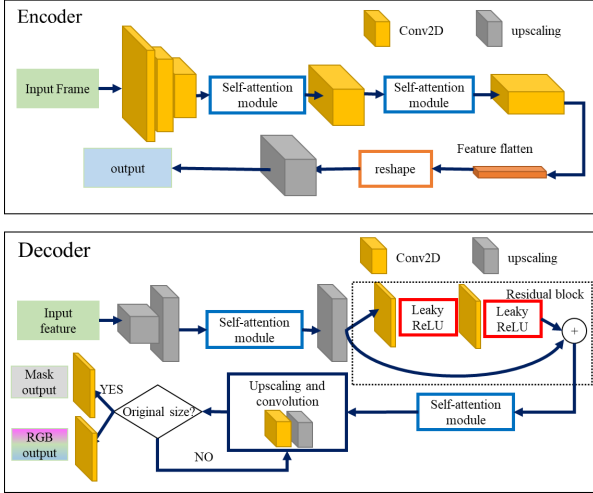 Encoder
Conv2D
upscaling
Input Frame
Self-attention
module
Self-attention
module
Feature flatten
output
reshape
Decoder
Conv2D
upscaling
Residual block
Input
feature
Self-attention
module
Leaky
ReLU
Leaky
ReLU
+
Mask
output
YES
Original size?
Upscaling and
convolution
Self-attention
module
RGB
output
NO